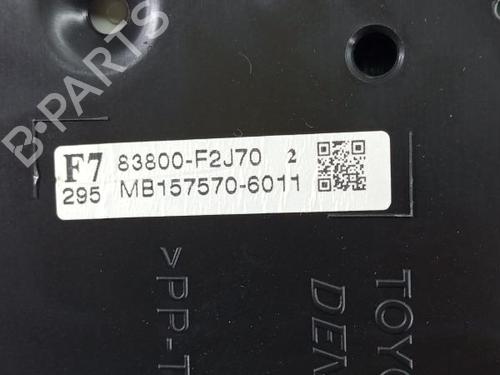 B-PARTS
F7 83800-F2J70 2
295 MB157570-6011
>PP-T
TOYO
DEN